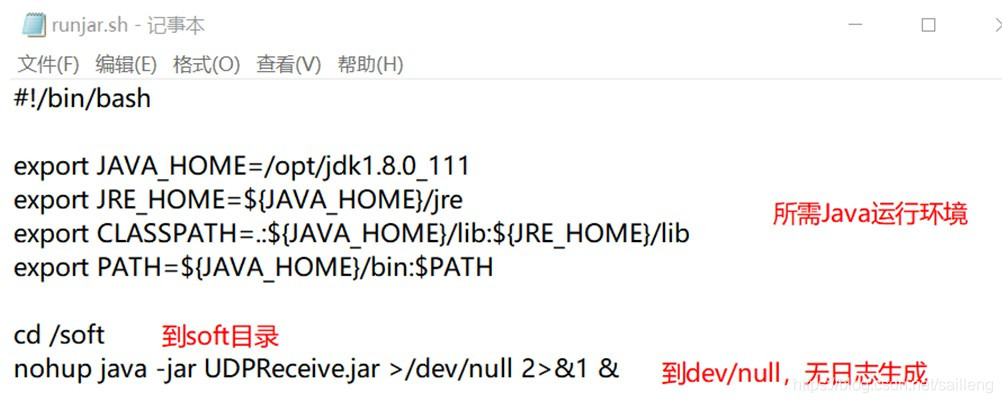 runjar.sh - 记事本
文件(F) 编辑(E) 格式(O) 查看(V) 帮助(H)
#!/bin/bash
export JAVA_HOME=/opt/jdk1.8.0_111
export JRE_HOME=${JAVA_HOME}/jre
所需Java运行环境
export CLASSPATH=.:${JAVA_HOME}/lib:${JRE_HOME}/lib
export PATH=${JAVA_HOME}/bin:$PATH
cd /soft 到soft目录
nohup java -jar UDPReceive.jar >/dev/null 2>&1 & 到dev/null，无日志生成
https://blog.csdn.net/sailleng